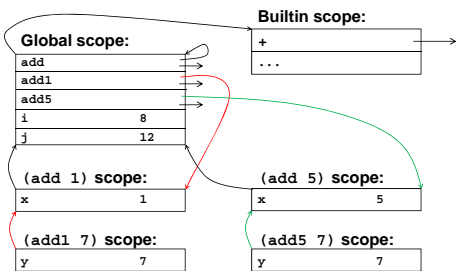 Builtin scope:
+
...
Global scope:
add
add1
add5
i 8
j 12
(add 1) scope:
x 1
(add 5) scope:
x 5
(add1 7) scope:
y 7
(add5 7) scope:
y 7